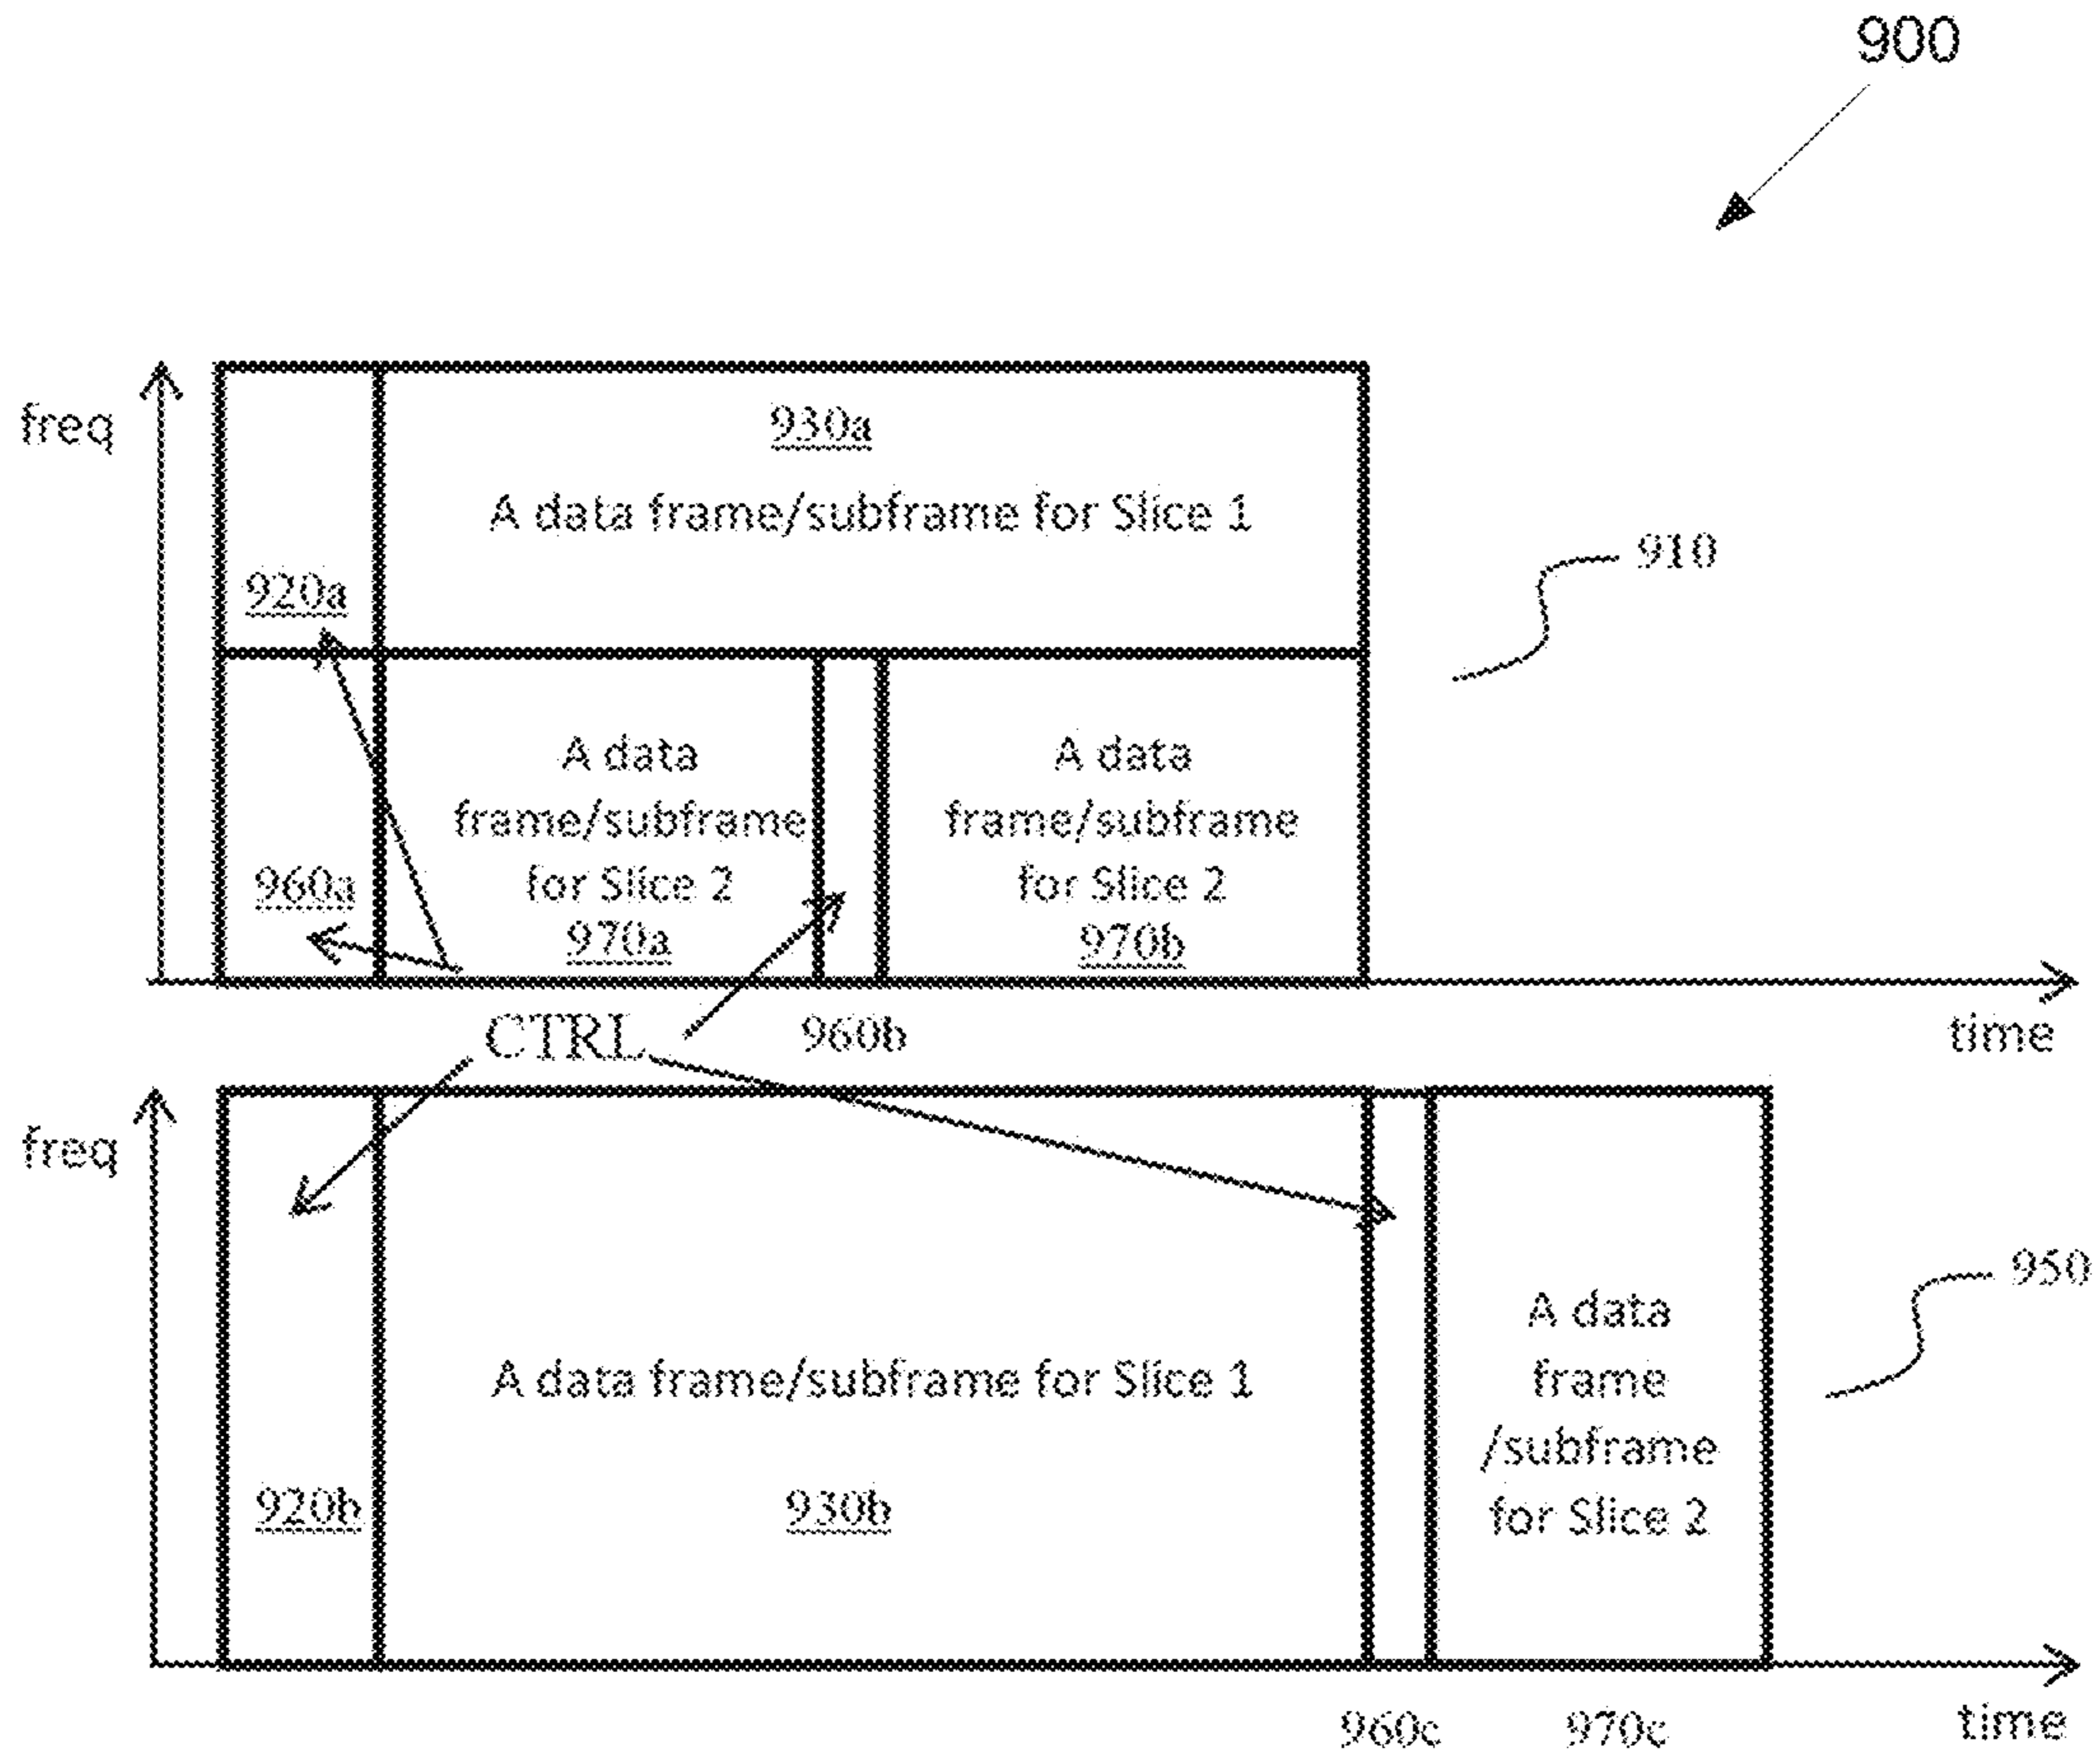 900
freq
930a
A data frame/subframe for Slice 1
910
920a
A data
frame/subframe
for Slice 2
970a
A data
frame/subframe
for Slice 2
970b
960a
CTRL
960b
time
freq
950
A data frame/subframe for Slice 1
A data
frame
/subframe
for Slice 2
920b
930b
960c
970c
time